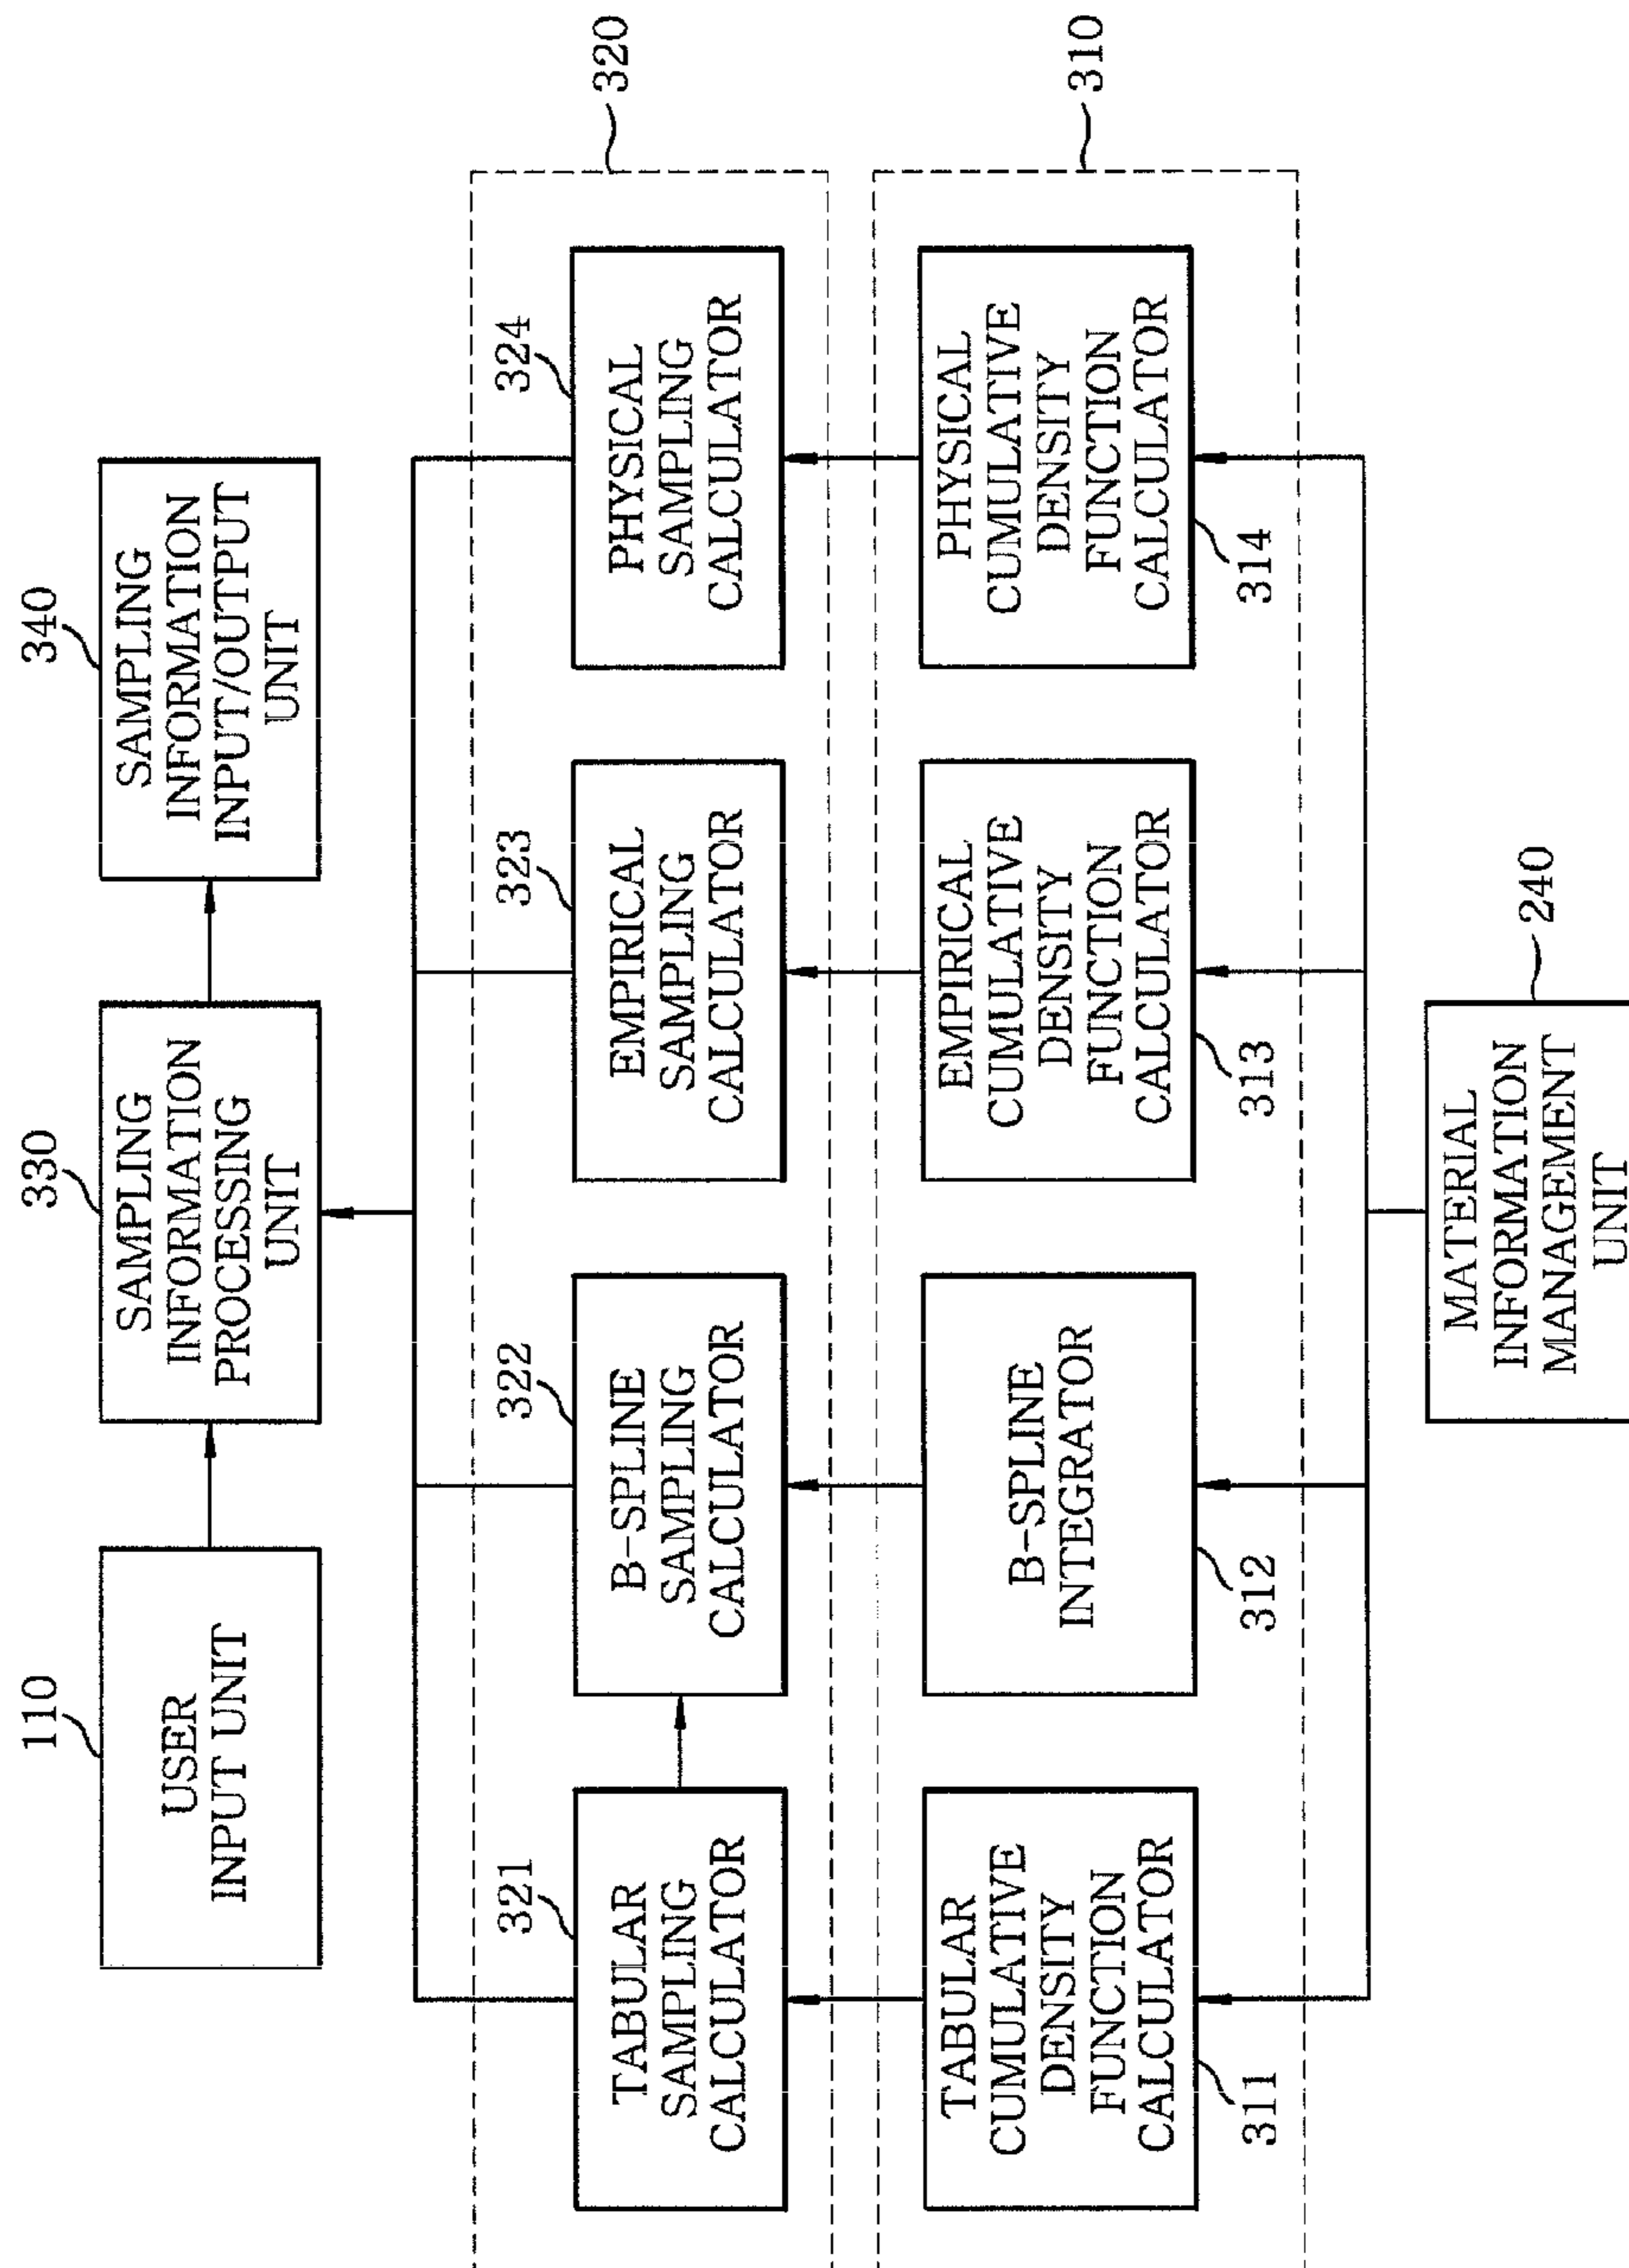 110
USER
INPUT UNIT
330
SAMPLING
INFORMATION
PROCESSING
UNIT
340
SAMPLING
INFORMATION
INPUT/OUTPUT
UNIT
320
321
TABULAR
SAMPLING
CALCULATOR
322
B-SPLINE
SAMPLING
CALCULATOR
323
EMPIRICAL
SAMPLING
CALCULATOR
324
PHYSICAL
SAMPLING
CALCULATOR
310
TABULAR
CUMULATIVE
DENSITY
FUNCTION
CALCULATOR
311
B-SPLINE
INTEGRATOR
312
EMPIRICAL
CUMULATIVE
DENSITY
FUNCTION
CALCULATOR
313
PHYSICAL
CUMULATIVE
DENSITY
FUNCTION
CALCULATOR
314
240
MATERIAL
INFORMATION
MANAGEMENT
UNIT